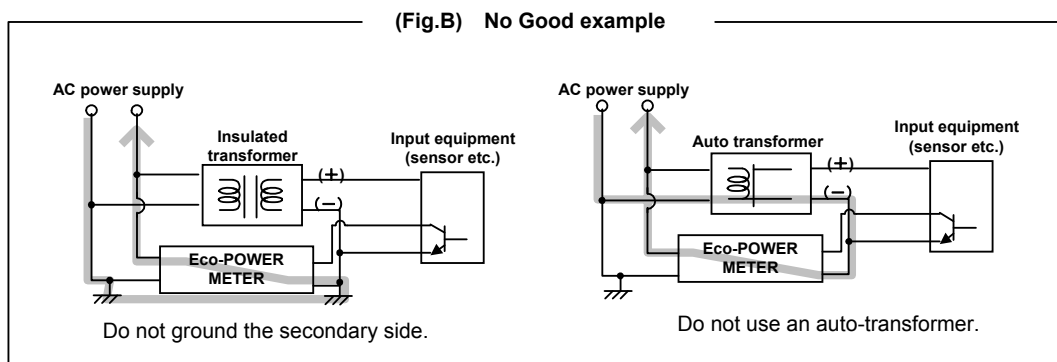 (Fig.B) No Good example
AC power supply
Insulated
transformer
Input equipment
(sensor etc.)
(+)
(−)
Eco-POWER
METER
Do not ground the secondary side.
AC power supply
Auto transformer
Input equipment
(sensor etc.)
(+)
(−)
Eco-POWER
METER
Do not use an auto-transformer.